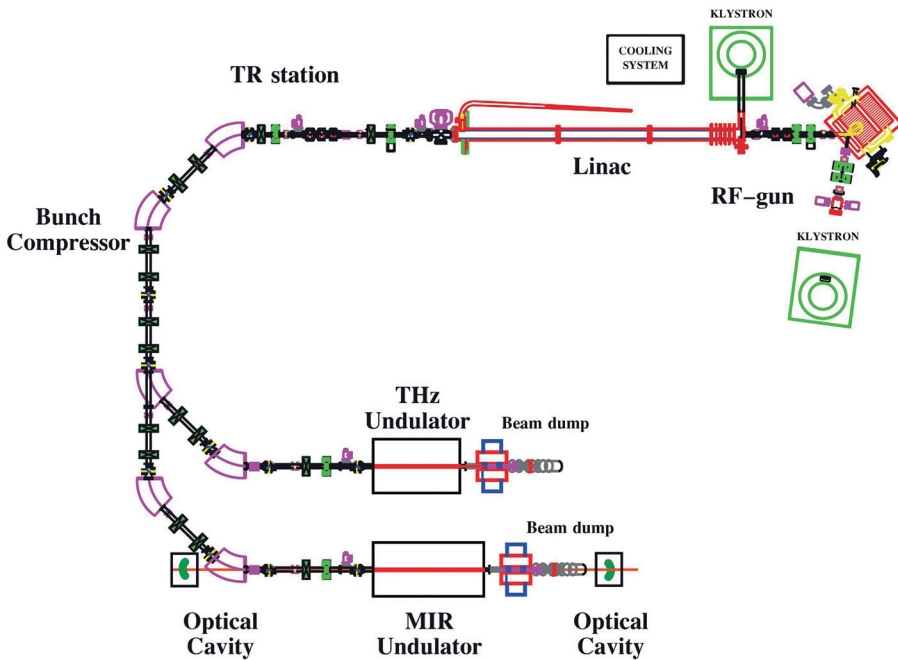 KLYSTRON
COOLING
SYSTEM
TR station
Linac
RF-gun
Bunch
Compressor
KLYSTRON
THz
Undulator
Beam dump
Beam dump
Optical
Cavity
MIR
Undulator
Optical
Cavity